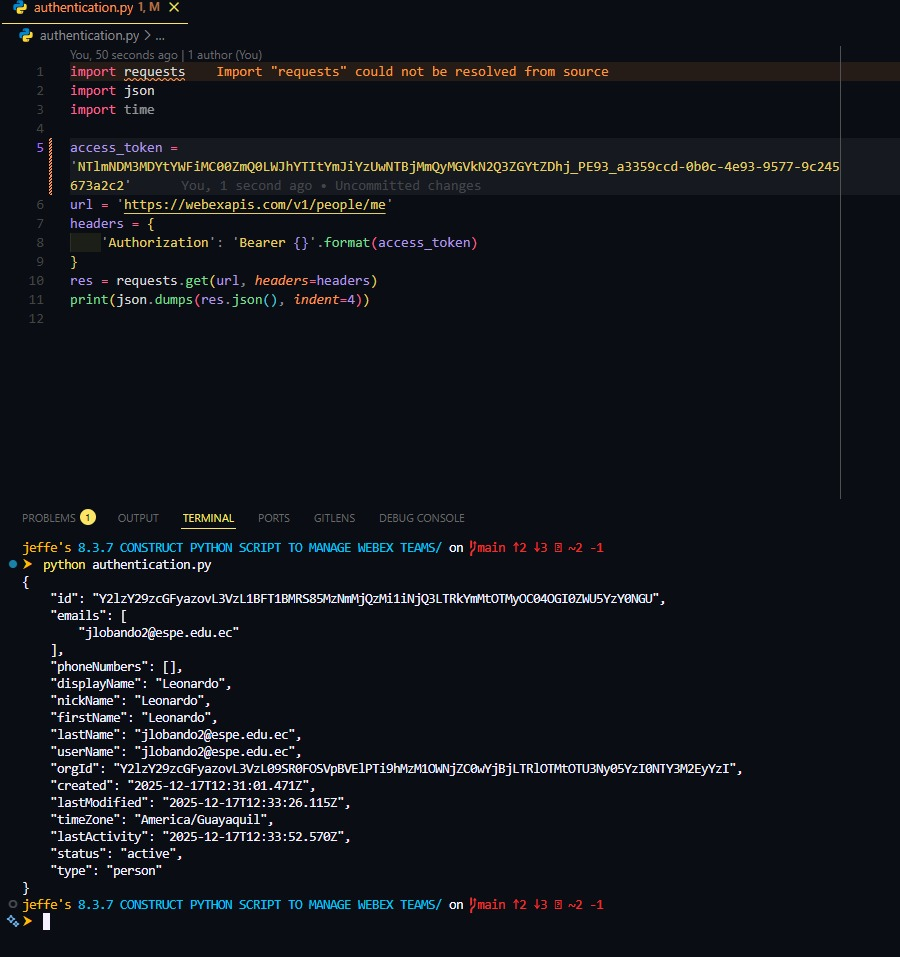 authentication.py 1, M
authentication.py > ...
You, 50 seconds ago | 1 author (You)
1 import requests Import "requests" could not be resolved from source
2 import json
3 import time
4
5 access_token =
'NTlmNDM3MDYtYWFiMC00ZmQ0LWJhYTItYmJiYzUwNTBjMmQyMGVkN2Q3ZGYtZDhj_PE93_a3359ccd-0b0c-4e93-9577-9c245
673a2c2' You, 1 second ago • Uncommitted changes
6 url = 'https://webexapis.com/v1/people/me'
7 headers = {
8 'Authorization': 'Bearer {}'.format(access_token)
9 }
10 res = requests.get(url, headers=headers)
11 print(json.dumps(res.json(), indent=4))
12
PROBLEMS 1 OUTPUT TERMINAL PORTS GITLENS DEBUG CONSOLE
jeffe's 8.3.7 CONSTRUCT PYTHON SCRIPT TO MANAGE WEBEX TEAMS/ on main ↑2 ↓3 ~2 -1
python authentication.py
{
"id": "Y2lzY29zcGFyazovL3VzL1BFT1BMRS85MzNmMjQzMi1iNjQ3LTRkYmMtOTMyOC04OGI0ZWU5YzY0NGU",
"emails": [
"jlobando2@espe.edu.ec"
],
"phoneNumbers": [],
"displayName": "Leonardo",
"nickName": "Leonardo",
"firstName": "Leonardo",
"lastName": "jlobando2@espe.edu.ec",
"userName": "jlobando2@espe.edu.ec",
"orgId": "Y2lzY29zcGFyazovL3VzL09SR0FOSVpBVElPTi9hMzM1OWNjZC0wYjBjLTRlOTMtOTU3Ny05YzI0NTY3M2EyYzI",
"created": "2025-12-17T12:31:01.471Z",
"lastModified": "2025-12-17T12:33:26.115Z",
"timeZone": "America/Guayaquil",
"lastActivity": "2025-12-17T12:33:52.570Z",
"status": "active",
"type": "person"
}
jeffe's 8.3.7 CONSTRUCT PYTHON SCRIPT TO MANAGE WEBEX TEAMS/ on main ↑2 ↓3 ~2 -1